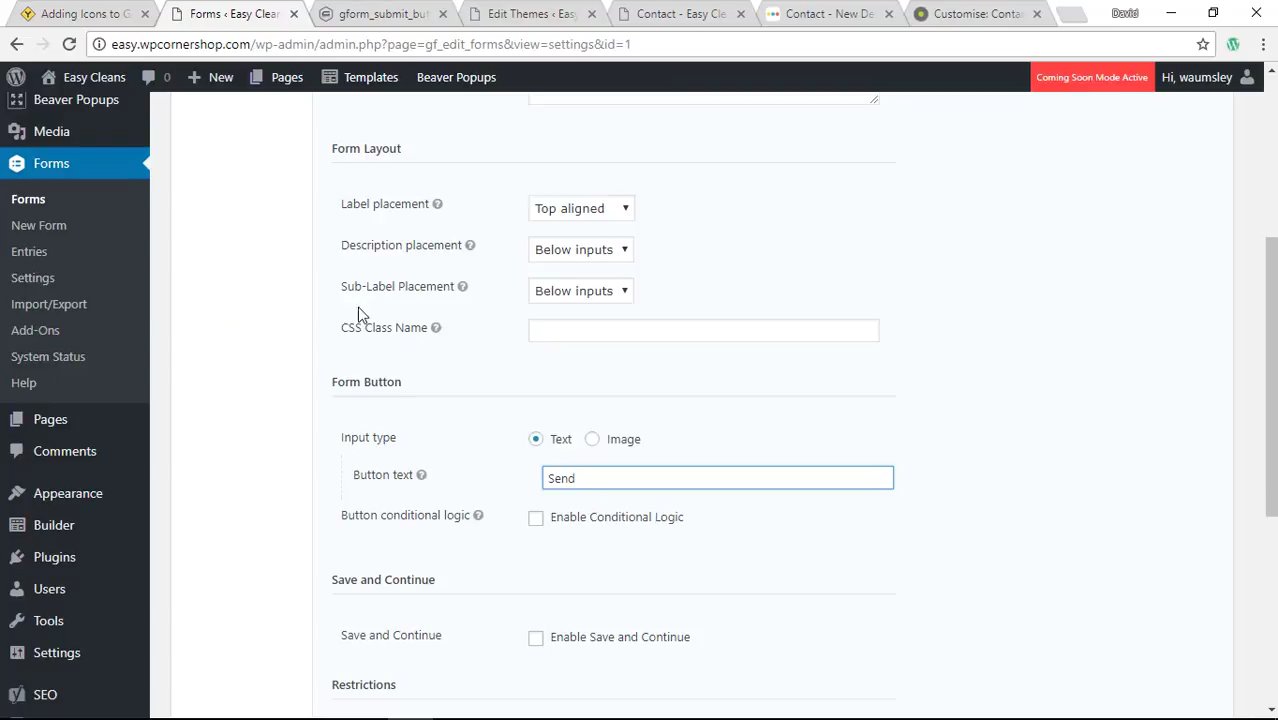 Adding Icons to G
Forms ‹ Easy Clean
gform_submit_but
Edit Themes ‹ Easy
Contact - Easy Cle
Contact - New De
Customise: Conta
David
easy.wpcornershop.com/wp-admin/admin.php?page=gf_edit_forms&view=settings&id=1
Easy Cleans
0
New
Pages
Templates
Beaver Popups
Coming Soon Mode Active
Hi, waumsley
Beaver Popups
Media
Forms
Forms
New Form
Entries
Settings
Import/Export
Add-Ons
System Status
Help
Pages
Comments
Appearance
Builder
Plugins
Users
Tools
Settings
SEO
Form Layout
Label placement ?
Top aligned
Description placement ?
Below inputs
Sub-Label Placement ?
Below inputs
CSS Class Name ?
Form Button
Input type
Text
Image
Button text ?
Send
Button conditional logic ?
Enable Conditional Logic
Save and Continue
Save and Continue
Enable Save and Continue
Restrictions